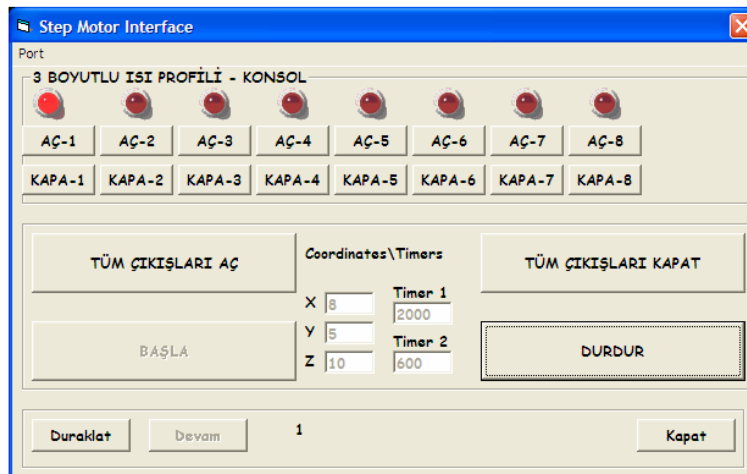 Step Motor Interface
Port
3 BOYUTLU ISI PROFİLİ - KONSOL
AÇ-1 AÇ-2 AÇ-3 AÇ-4 AÇ-5 AÇ-6 AÇ-7 AÇ-8
KAPA-1 KAPA-2 KAPA-3 KAPA-4 KAPA-5 KAPA-6 KAPA-7 KAPA-8
TÜM ÇIKIŞLARI AÇ
Coordinates\Timers
TÜM ÇIKIŞLARI KAPAT
X 8
Timer 1
2000
Y 5
Timer 2
Z 10
600
BAŞLA
DURDUR
Duraklat Devam 1 Kapat